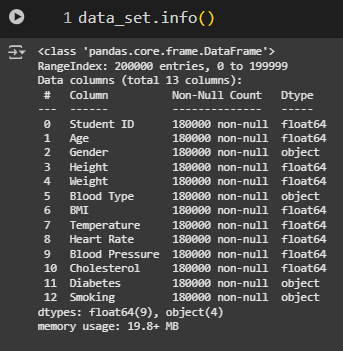 1 data_set.info()
<class 'pandas.core.frame.DataFrame'>
RangeIndex: 200000 entries, 0 to 199999
Data columns (total 13 columns):
 #   Column          Non-Null Count   Dtype
---  ------          --------------   -----
 0   Student ID      180000 non-null  float64
 1   Age             180000 non-null  float64
 2   Gender          180000 non-null  object
 3   Height          180000 non-null  float64
 4   Weight          180000 non-null  float64
 5   Blood Type      180000 non-null  object
 6   BMI             180000 non-null  float64
 7   Temperature     180000 non-null  float64
 8   Heart Rate      180000 non-null  float64
 9   Blood Pressure  180000 non-null  float64
 10  Cholesterol     180000 non-null  float64
 11  Diabetes        180000 non-null  object
 12  Smoking         180000 non-null  object
dtypes: float64(9), object(4)
memory usage: 19.8+ MB